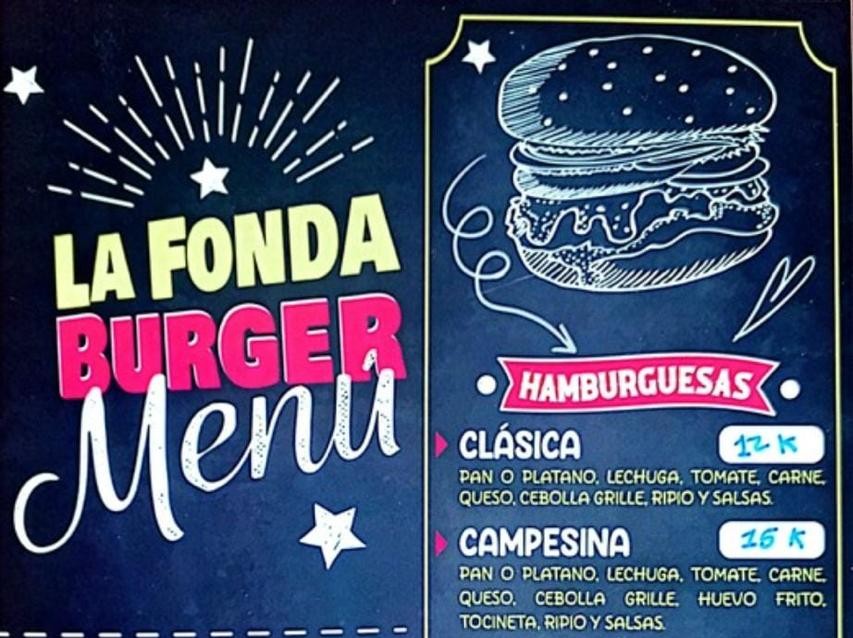 LA FONDA
BURGER
Menú
HAMBURGUESAS
CLÁSICA 12 K
PAN O PLATANO, LECHUGA, TOMATE, CARNE,
QUESO, CEBOLLA GRILLE, RIPIO Y SALSAS.
CAMPESINA 15 K
PAN O PLATANO, LECHUGA, TOMATE, CARNE,
QUESO, CEBOLLA GRILLE, HUEVO FRITO,
TOCINETA, RIPIO Y SALSAS.